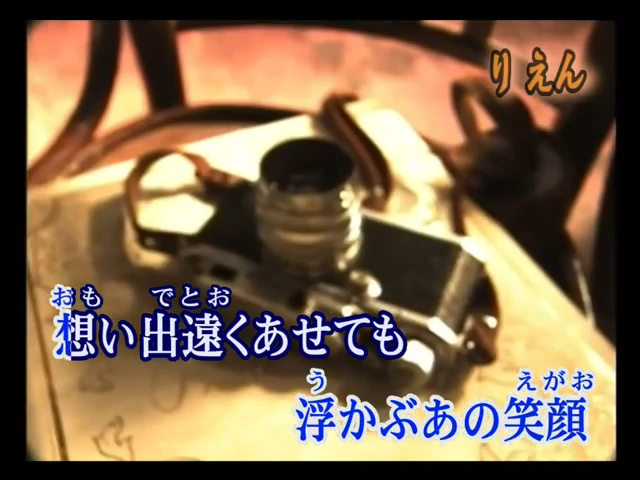 りえん
おも でとお
想い出遠くあせても
う えがお
浮かぶあの笑顔